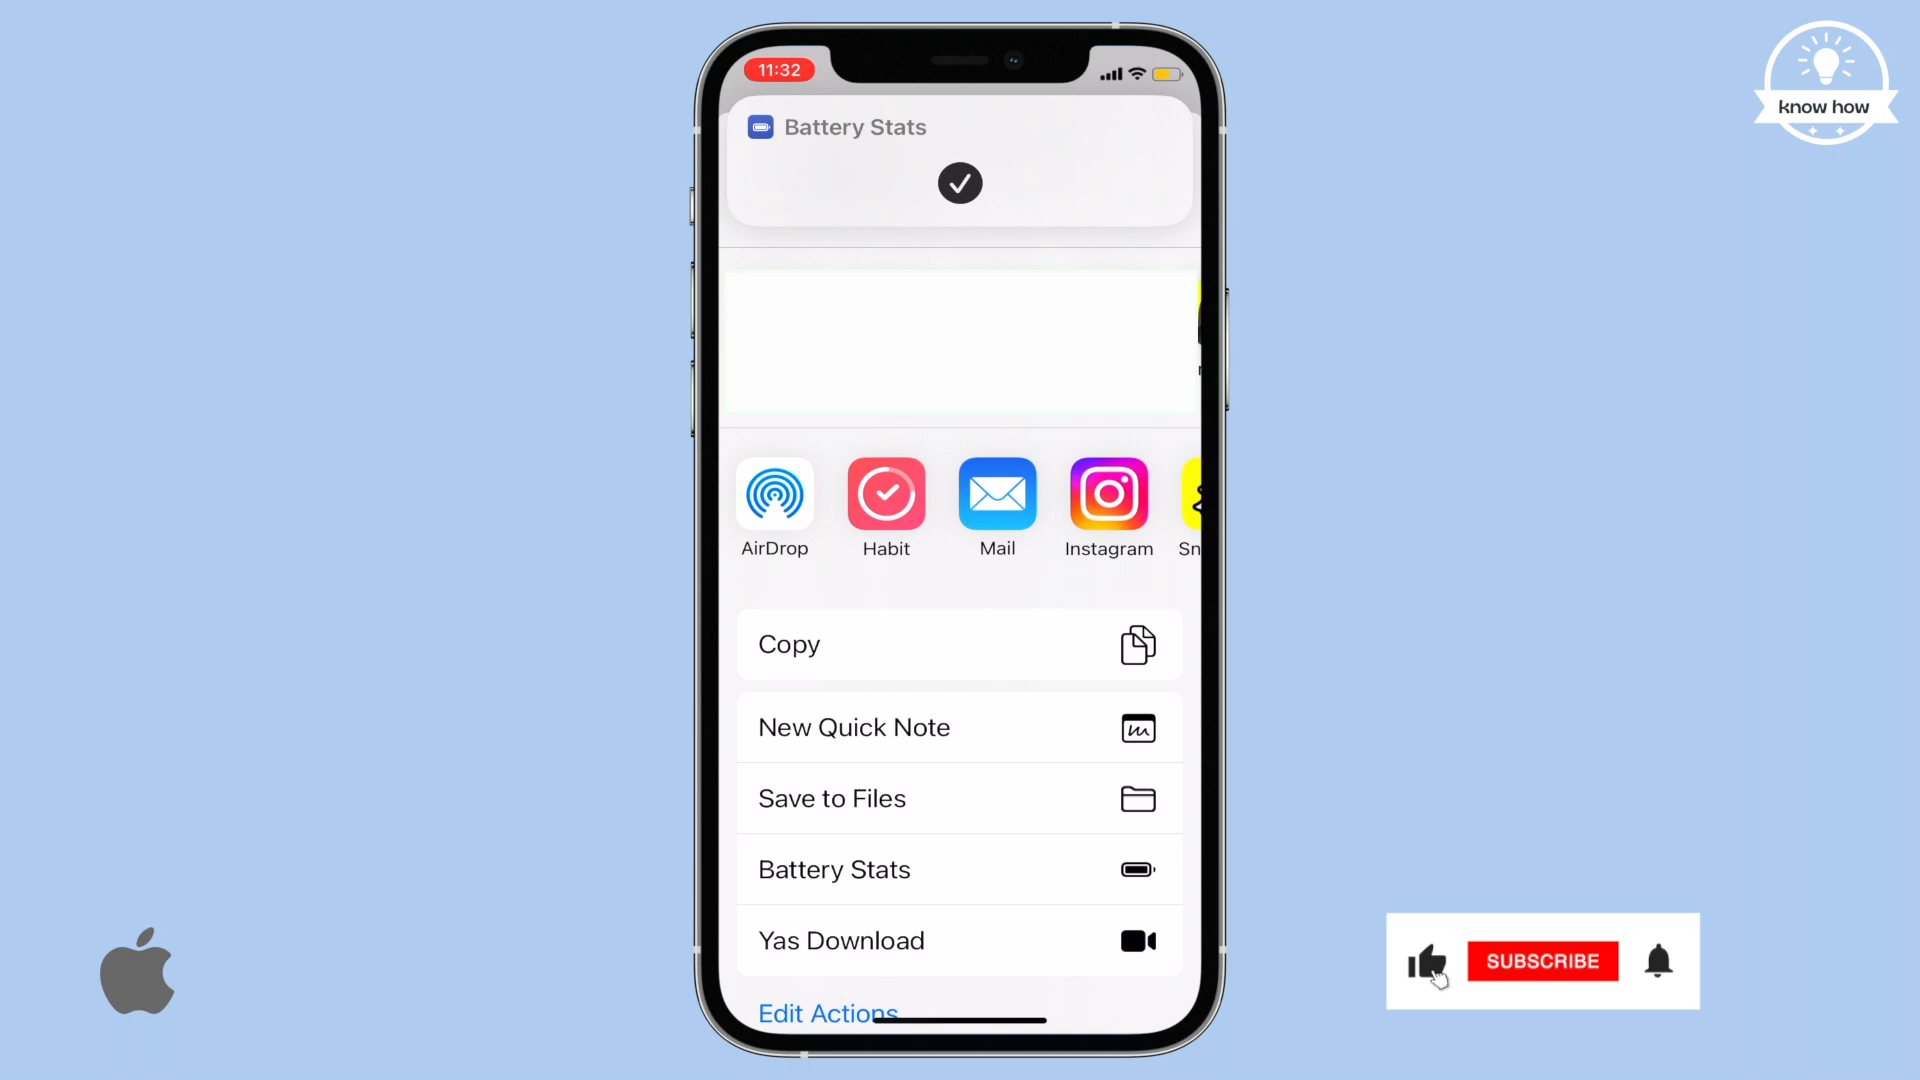 know how
11:32
Battery Stats
AirDrop
Habit
Mail
Instagram
Sn
Copy
New Quick Note
Save to Files
Battery Stats
Yas Download
Edit Actions
SUBSCRIBE